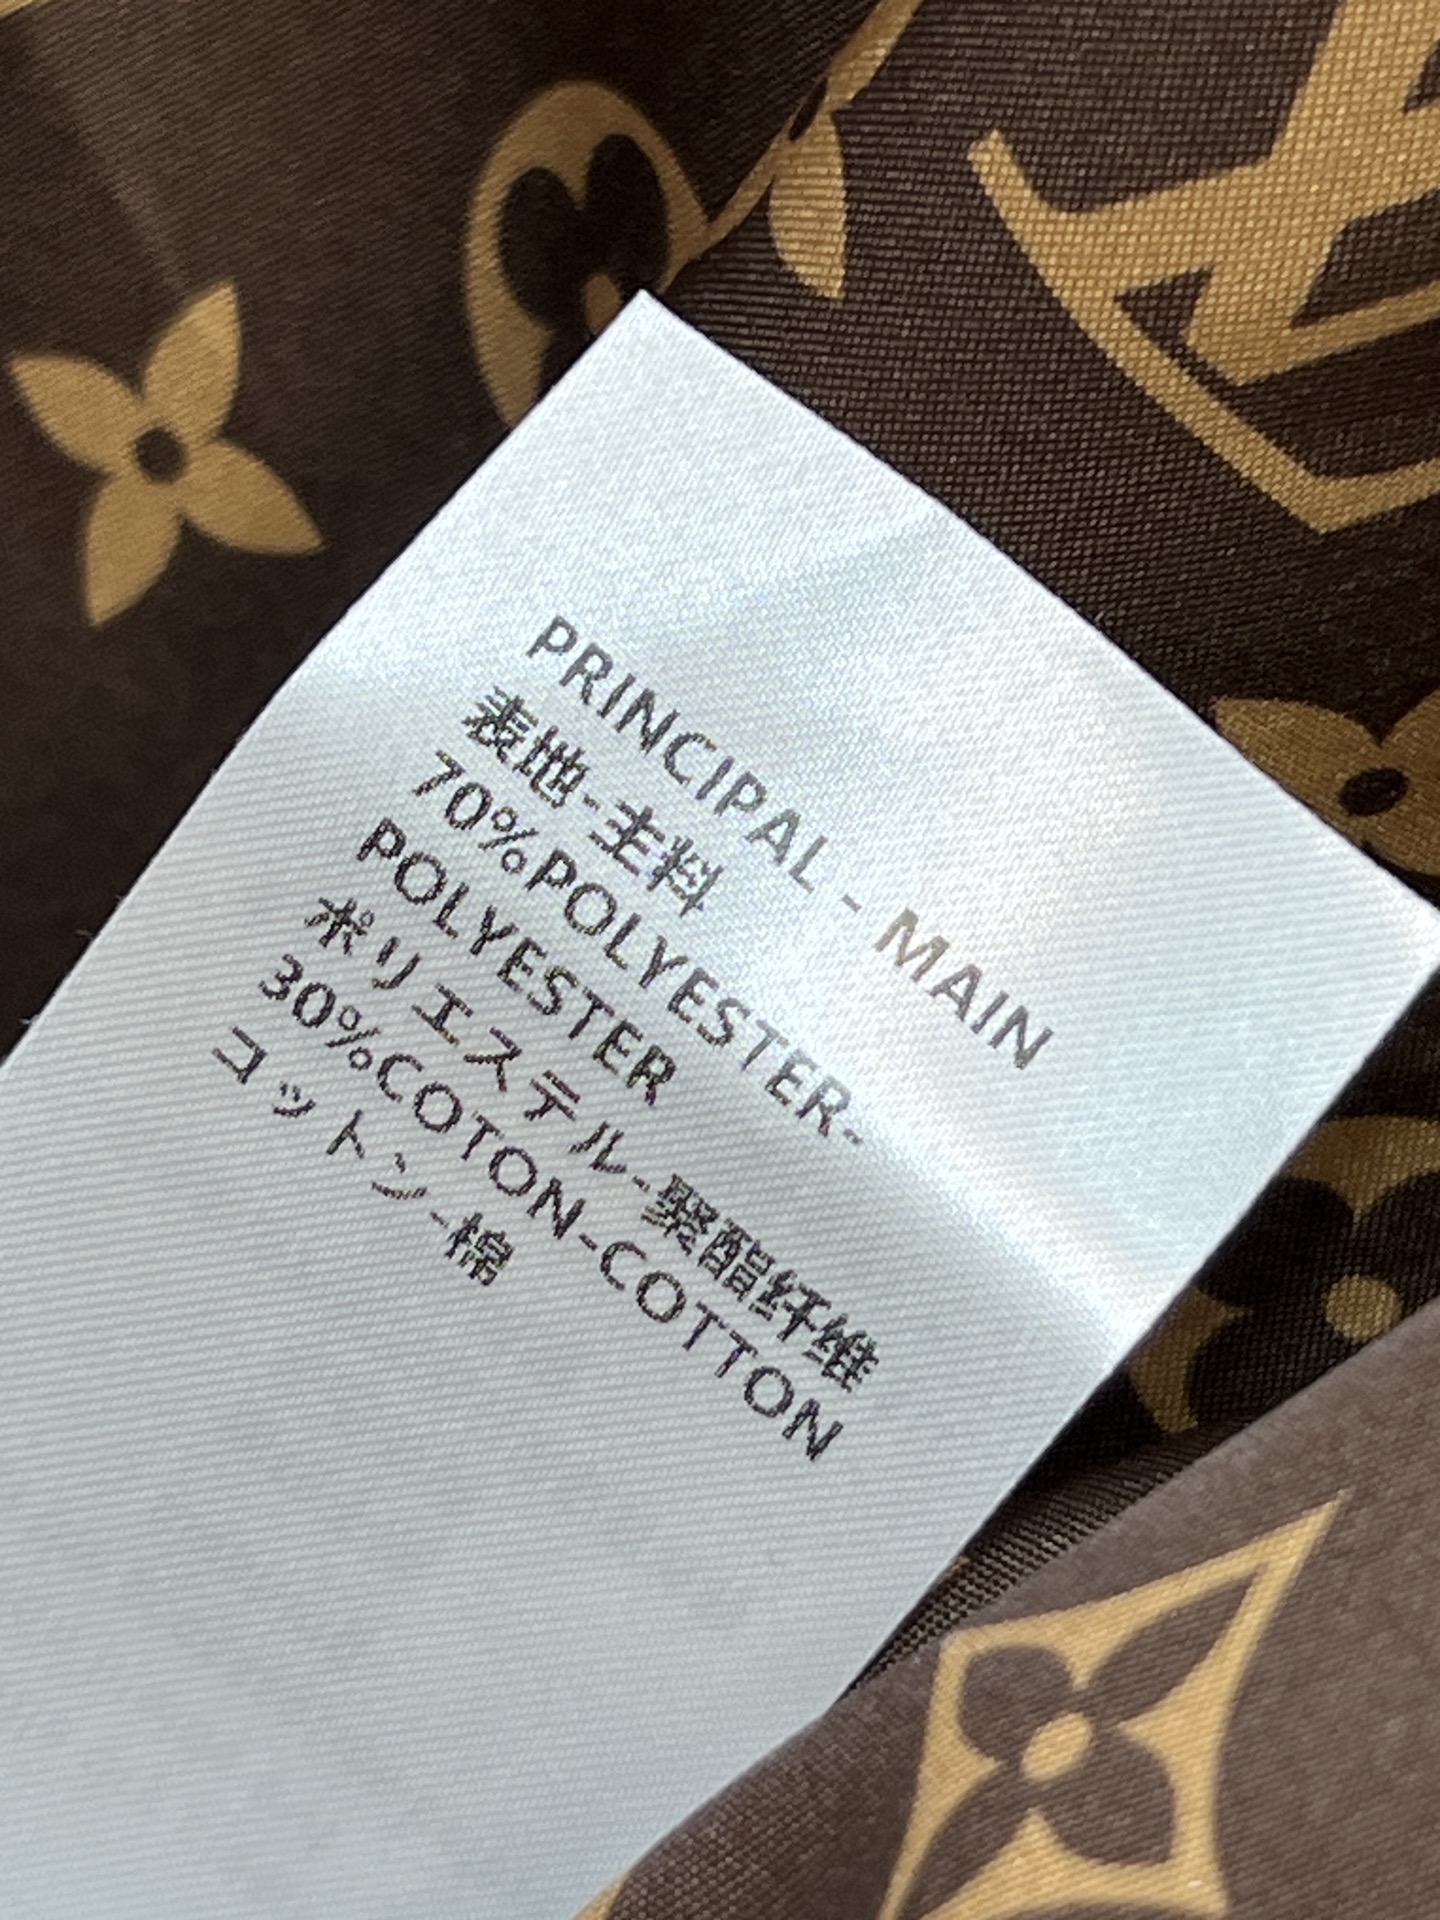 PRINCIPAL - MAIN
表地-主料
70%POLYESTER-
POLYESTER
ポリエステル-聚酯纤维
30%COTON-COTTON
コットン-棉